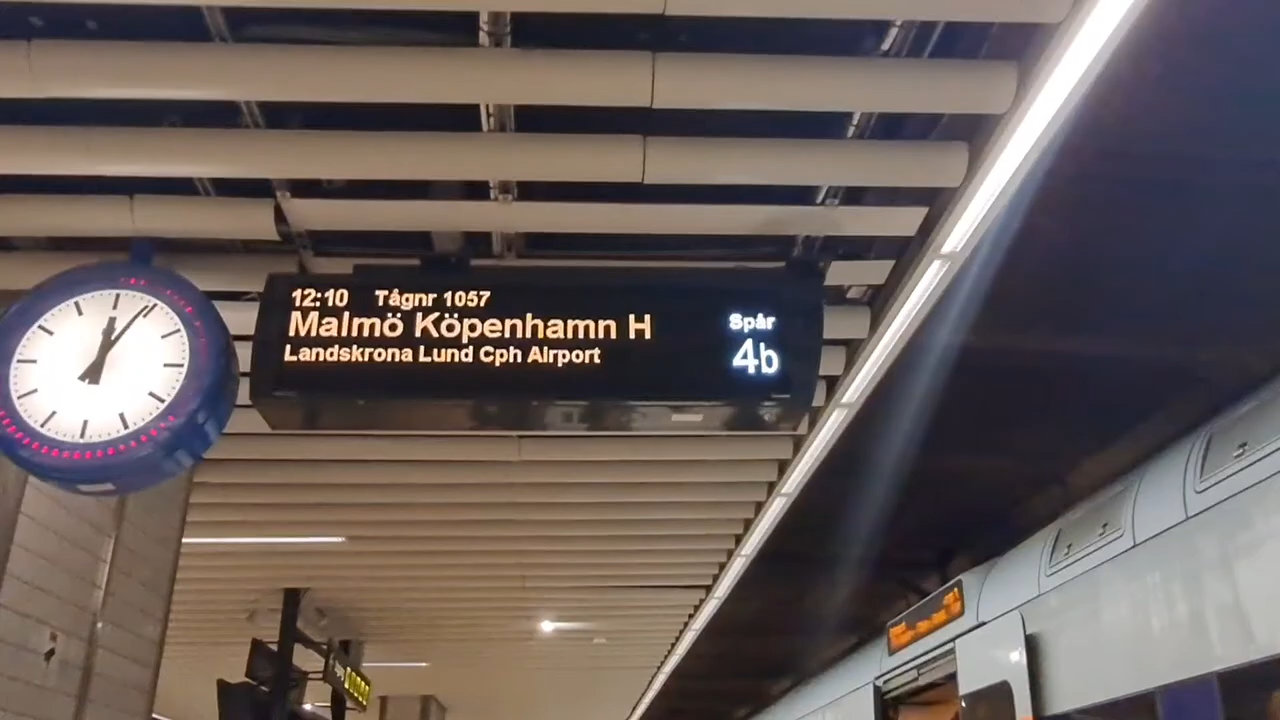 12:10 Tågnr 1057
Malmö Köpenhamn H
Landskrona Lund Cph Airport
Spår
4b